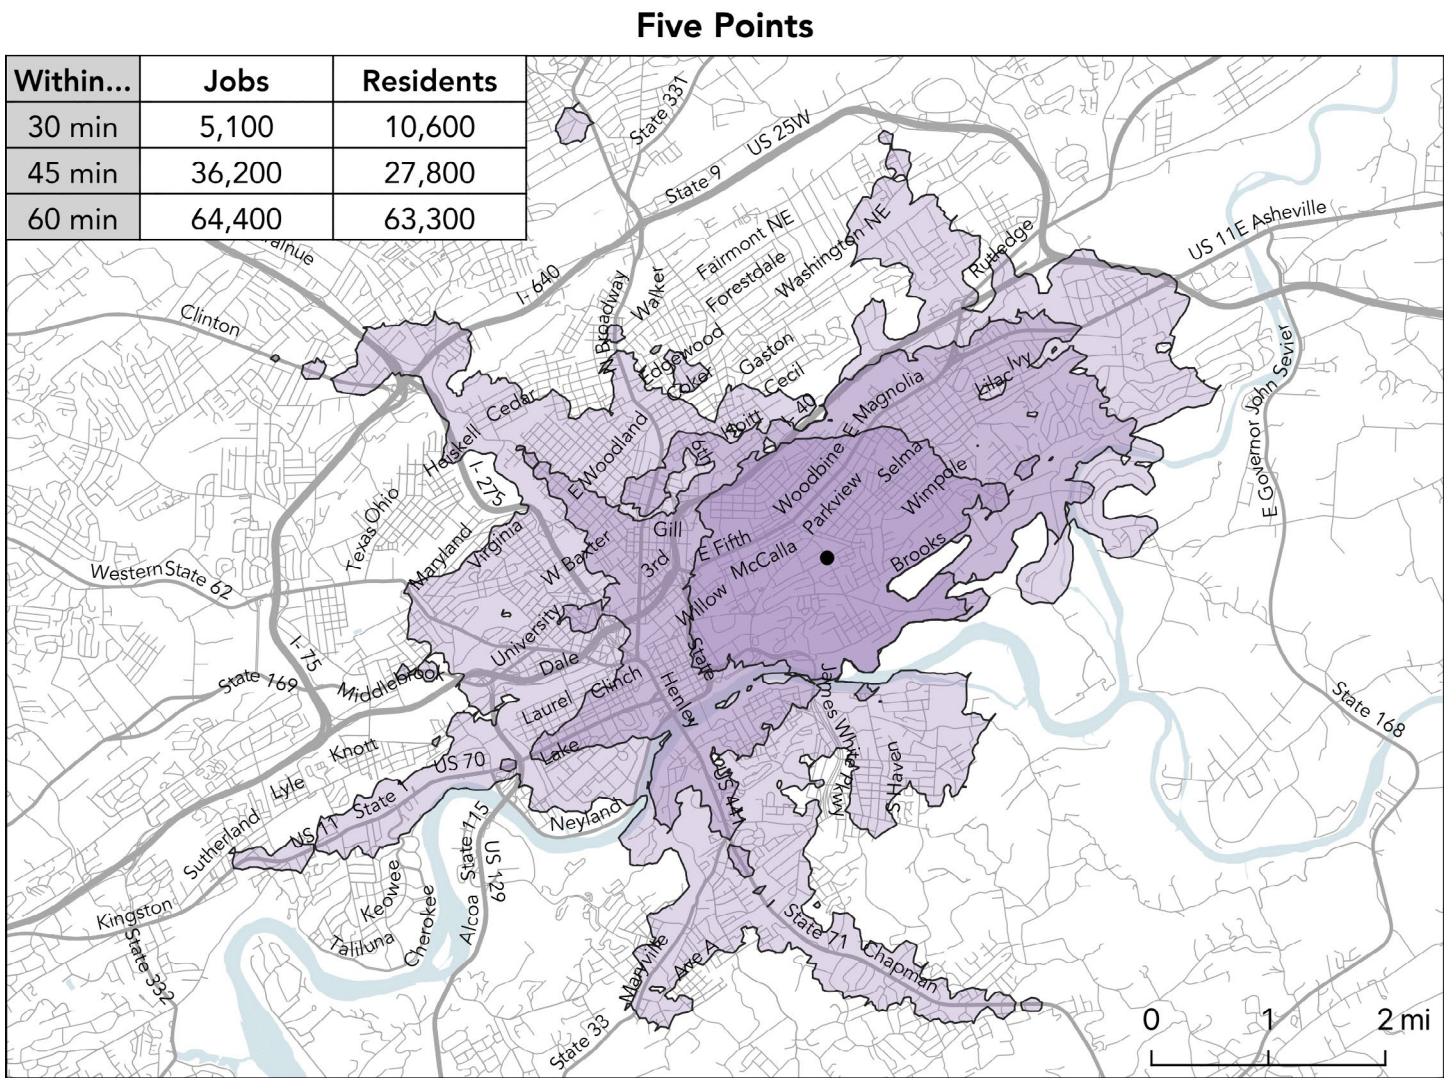 Five Points
Within... Jobs Residents
30 min 5,100 10,600
45 min 36,200 27,800
60 min 64,400 63,300
State 331
US 25W
State 9
Fairmont NE
Washington NE
Forestdale
Rutledge
US 11E Asheville
I- 640
Broadway
Walker
Clinton
Edgewood
Gaston
Cecil
E Governor John Sevier
Ivy
Lilac
E Magnolia
I- 40
Hoitt
6th
Cedar
E Woodland
Heiskell
I- 275
Woodbine
Selma
Wimpole
Parkview
Texas Ohio
Virginia
Maryland
Gill
W Baxter
3rd
E Fifth
McCalla
Brooks
Western State 62
Willow
University
Dale
State
I- 75
State 169
Middlebrook
Clinch
Laurel
Henley
James White Pkwy
State 168
Knott
Lake
US 70
S Haven
US 441
Lyle
State 1
US 11
Sutherland
Neyland
State 115
US 129
Alcoa
Keowee
Cherokee
Taliluna
Kingston
State 332
Maryville
Ave A
State 71
Chapman
State 33
0 1 2 mi